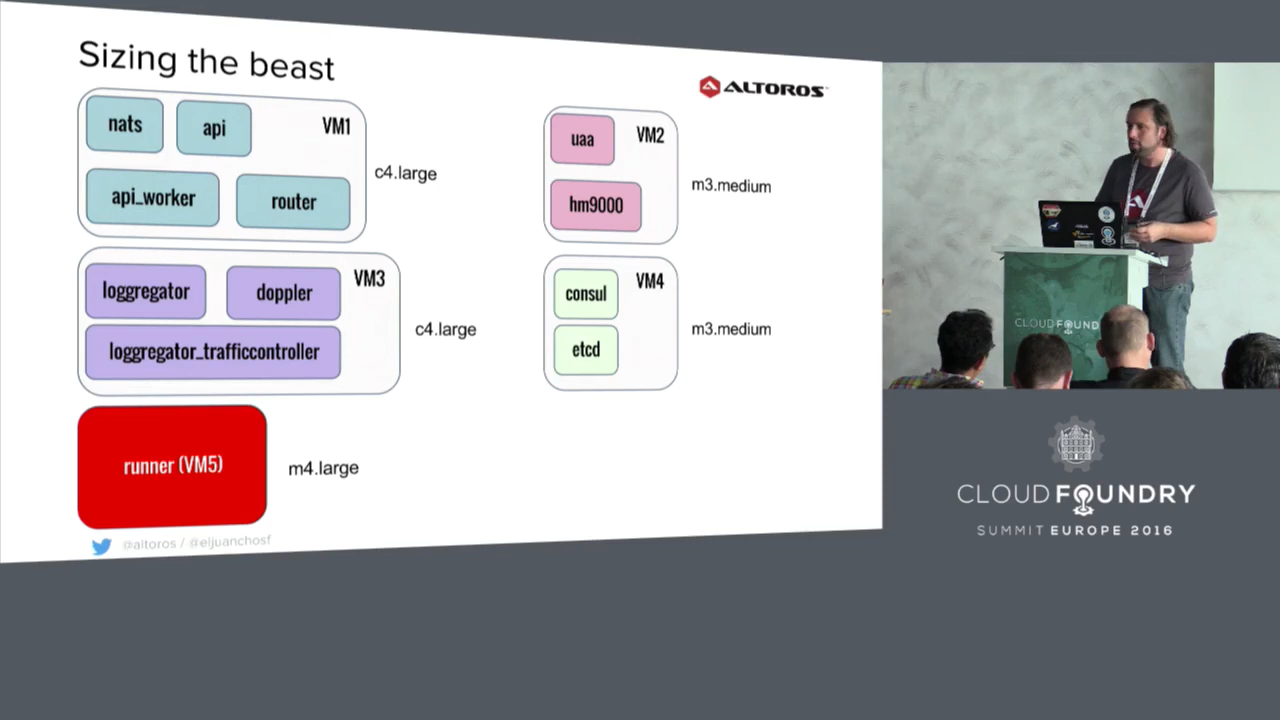 Sizing the beast
ALTOROS
nats
api
VM1
api_worker
router
c4.large
uaa
VM2
hm9000
m3.medium
loggregator
doppler
VM3
loggregator_trafficcontroller
c4.large
consul
VM4
etcd
m3.medium
runner (VM5)
m4.large
@altoros / @eljuanchosf
CLOUD FOUND
CLOUD FOUNDRY
SUMMIT EUROPE 2016